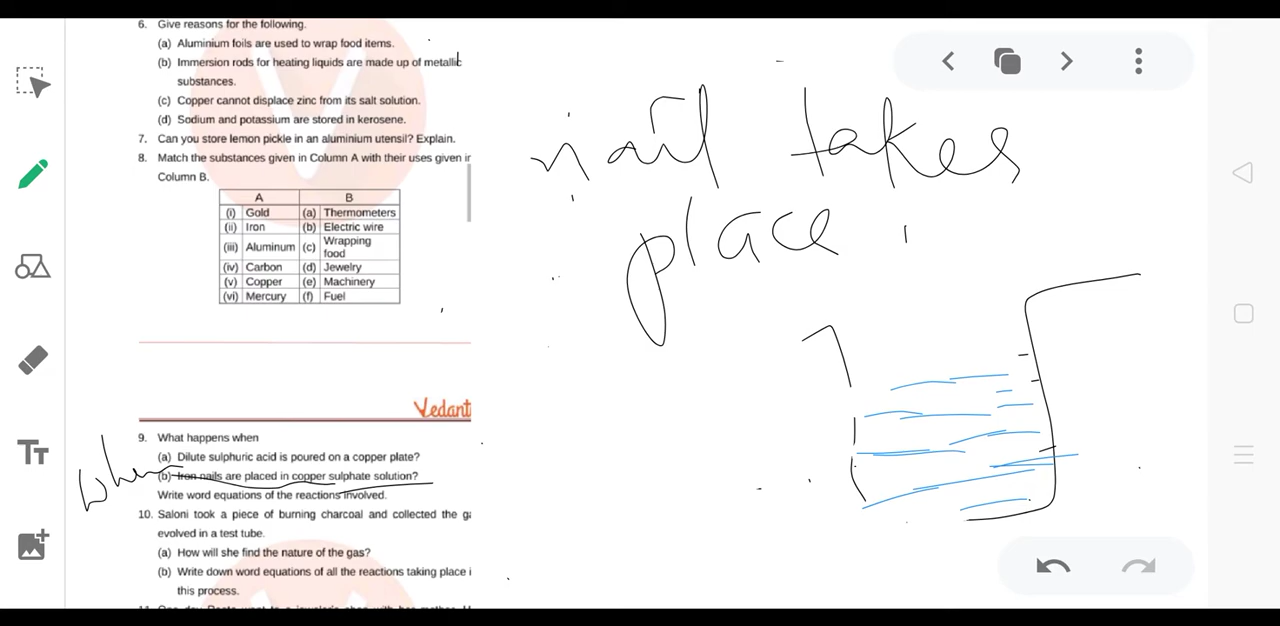 6. Give reasons for the following.
(a) Aluminium foils are used to wrap food items.
(b) Immersion rods for heating liquids are made up of metallic
substances.
(c) Copper cannot displace zinc from its salt solution.
(d) Sodium and potassium are stored in kerosene.
7. Can you store lemon pickle in an aluminium utensil? Explain.
8. Match the substances given in Column A with their uses given in
Column B.
A B
(i) Gold (a) Thermometers
(ii) Iron (b) Electric wire
(iii) Aluminum (c) Wrapping
food
(iv) Carbon (d) Jewelry
(v) Copper (e) Machinery
(vi) Mercury (f) Fuel
Vedant
9. What happens when
(a) Dilute sulphuric acid is poured on a copper plate?
(b) Iron nails are placed in copper sulphate solution?
Write word equations of the reactions involved.
10. Saloni took a piece of burning charcoal and collected the ga
evolved in a test tube.
(a) How will she find the nature of the gas?
(b) Write down word equations of all the reactions taking place i
this process.
when
nail takes
place
Tт